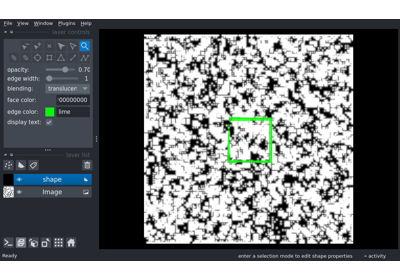 File View Window Plugins Help
layer controls
opacity: 0.70
edge width: 1
blending: translucen
face color: 00000000
edge color: lime
display text:
layer list
shape
Image
Ready
enter a selection mode to edit shape properties
activity